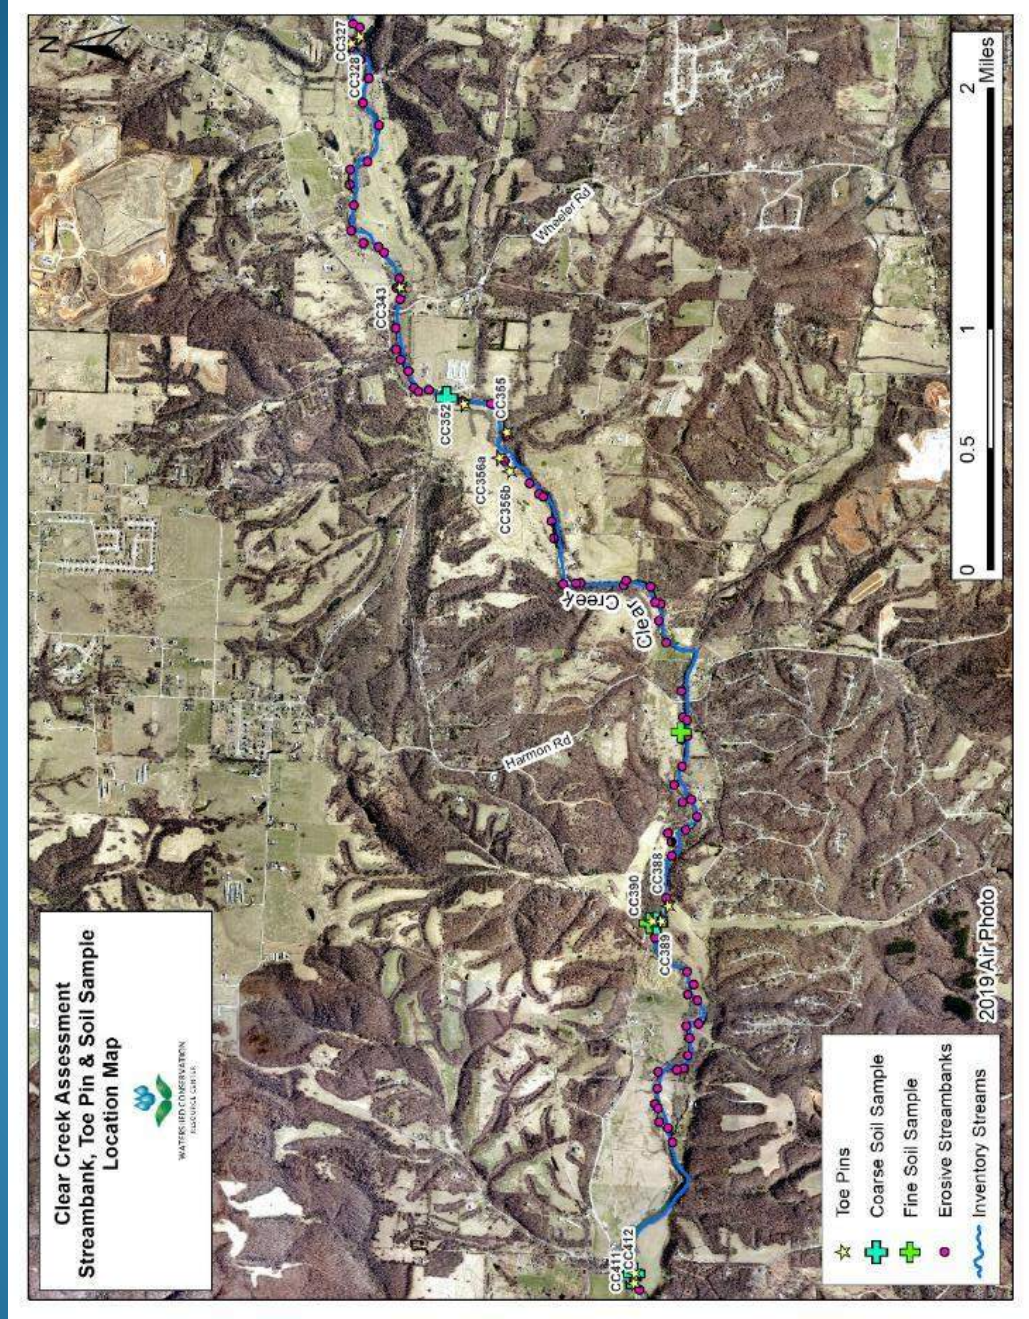 Clear Creek Assessment
Streambank, Toe Pin & Soil Sample
Location Map
WATERSHED CONSERVATION
RESOURCE CENTER
N
CC327
CC328
Wheeler Rd
CC343
CC352
CC355
CC356a
CC356b
Clear
Creek
Harmon Rd
CC388
CC390
CC389
CC411
CC412
Toe Pins
Coarse Soil Sample
Fine Soil Sample
Erosive Streambanks
Inventory Streams
2019 Air Photo
0 0.5 1 2
Miles